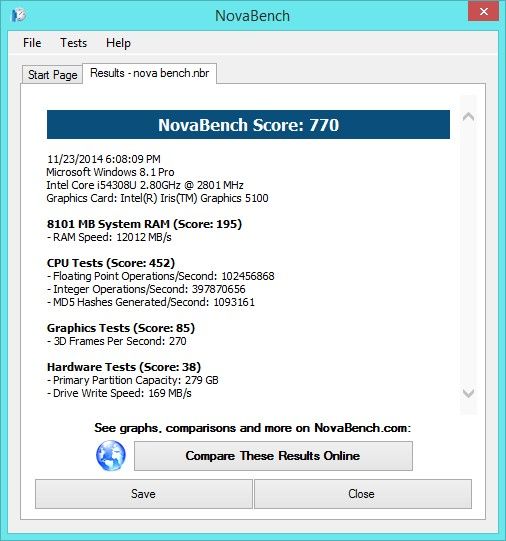 NovaBench
File Tests Help
Start Page Results - nova bench.nbr
NovaBench Score: 770
11/23/2014 6:08:09 PM
Microsoft Windows 8.1 Pro
Intel Core i54308U 2.80GHz @ 2801 MHz
Graphics Card: Intel(R) Iris(TM) Graphics 5100
8101 MB System RAM (Score: 195)
- RAM Speed: 12012 MB/s
CPU Tests (Score: 452)
- Floating Point Operations/Second: 102456868
- Integer Operations/Second: 397870656
- MD5 Hashes Generated/Second: 1093161
Graphics Tests (Score: 85)
- 3D Frames Per Second: 270
Hardware Tests (Score: 38)
- Primary Partition Capacity: 279 GB
- Drive Write Speed: 169 MB/s
See graphs, comparisons and more on NovaBench.com:
Compare These Results Online
Save Close